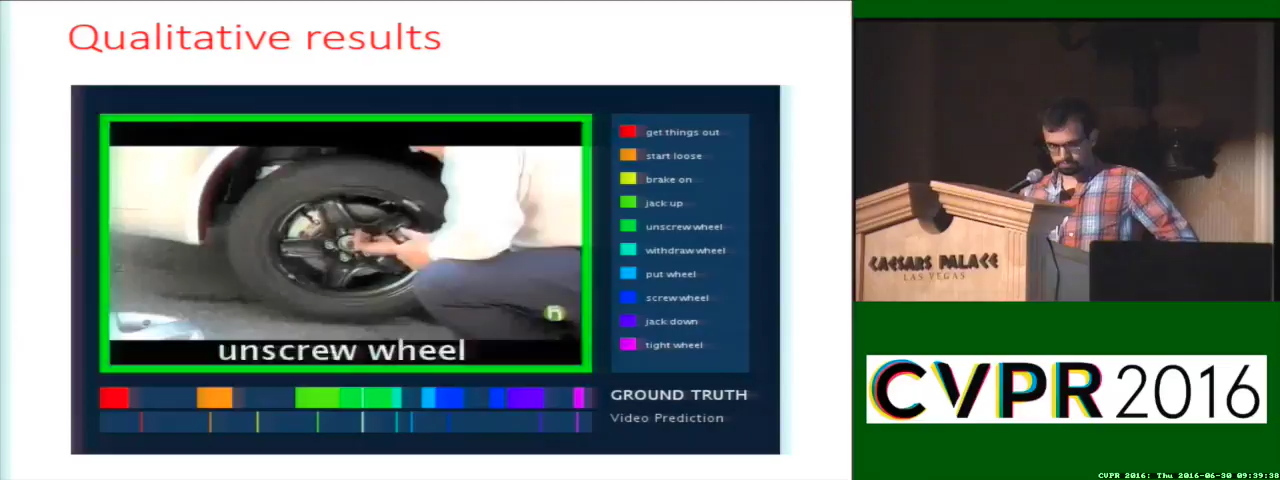 Qualitative results
get things out
start loose
brake on
jack up
unscrew wheel
withdraw wheel
put wheel
screw wheel
jack down
tight wheel
unscrew wheel
GROUND TRUTH
Video Prediction
CAESARS PALACE
LAS VEGAS
CVPR 2016
CVPR 2016: Thu 2016-06-30 09:39:38